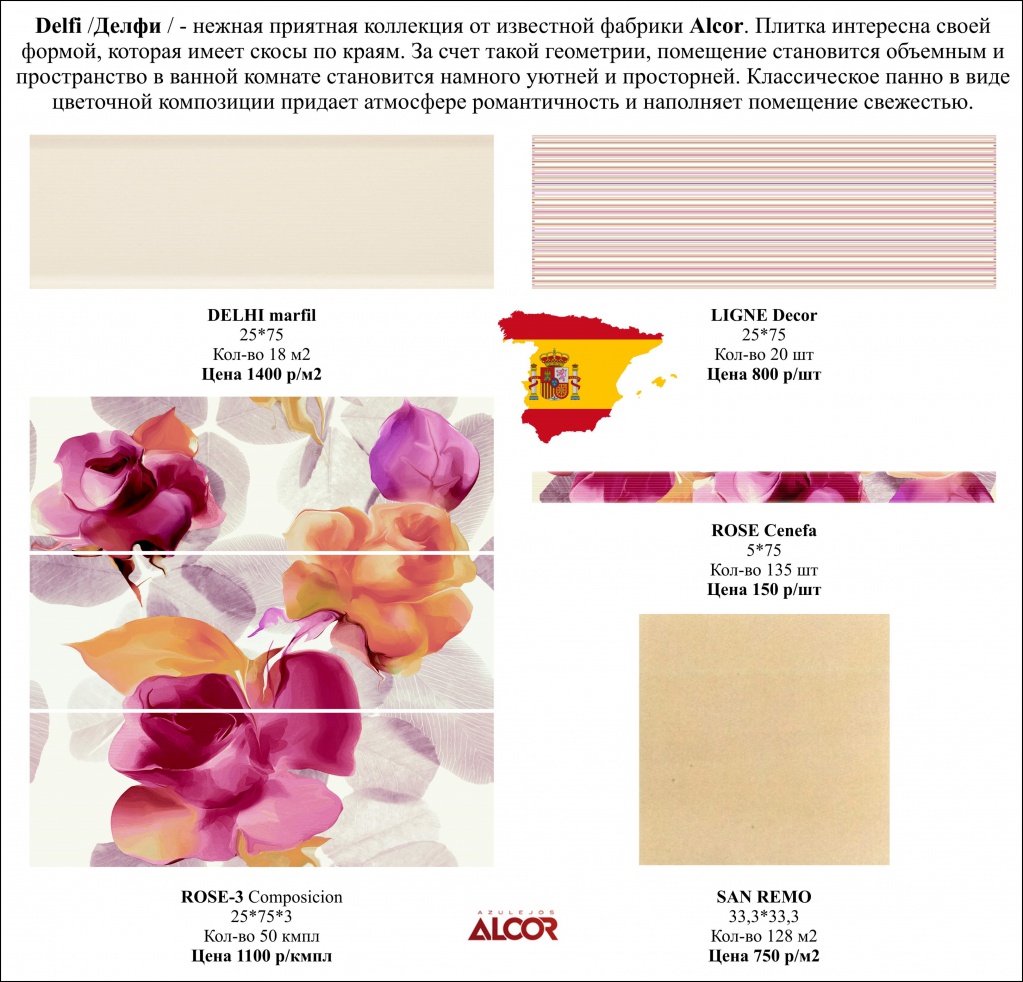 Delfi /Делфи / - нежная приятная коллекция от известной фабрики Alcor. Плитка интересна своей
формой, которая имеет скосы по краям. За счет такой геометрии, помещение становится объемным и
пространство в ванной комнате становится намного уютней и просторней. Классическое панно в виде
цветочной композиции придает атмосфере романтичность и наполняет помещение свежестью.
DELHI marfil
25*75
Кол-во 18 м2
Цена 1400 р/м2
LIGNE Decor
25*75
Кол-во 20 шт
Цена 800 р/шт
ROSE Cenefa
5*75
Кол-во 135 шт
Цена 150 р/шт
ROSE-3 Composicion
25*75*3
Кол-во 50 кмпл
Цена 1100 р/кмпл
AZULEJOS
ALCOR
SAN REMO
33,3*33,3
Кол-во 128 м2
Цена 750 р/м2